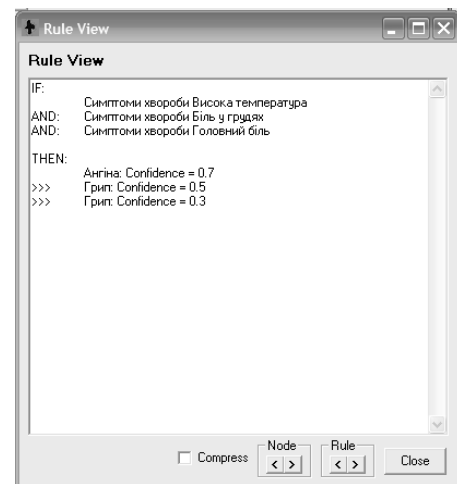 Rule View
Rule View
IF:
Симптоми хвороби Висока температура
AND: Симптоми хвороби Біль у грудях
AND: Симптоми хвороби Головний біль
THEN:
Ангіна: Confidence = 0.7
>>> Грип: Confidence = 0.5
>>> Грип: Confidence = 0.3
Compress
Node
< >
Rule
< >
Close